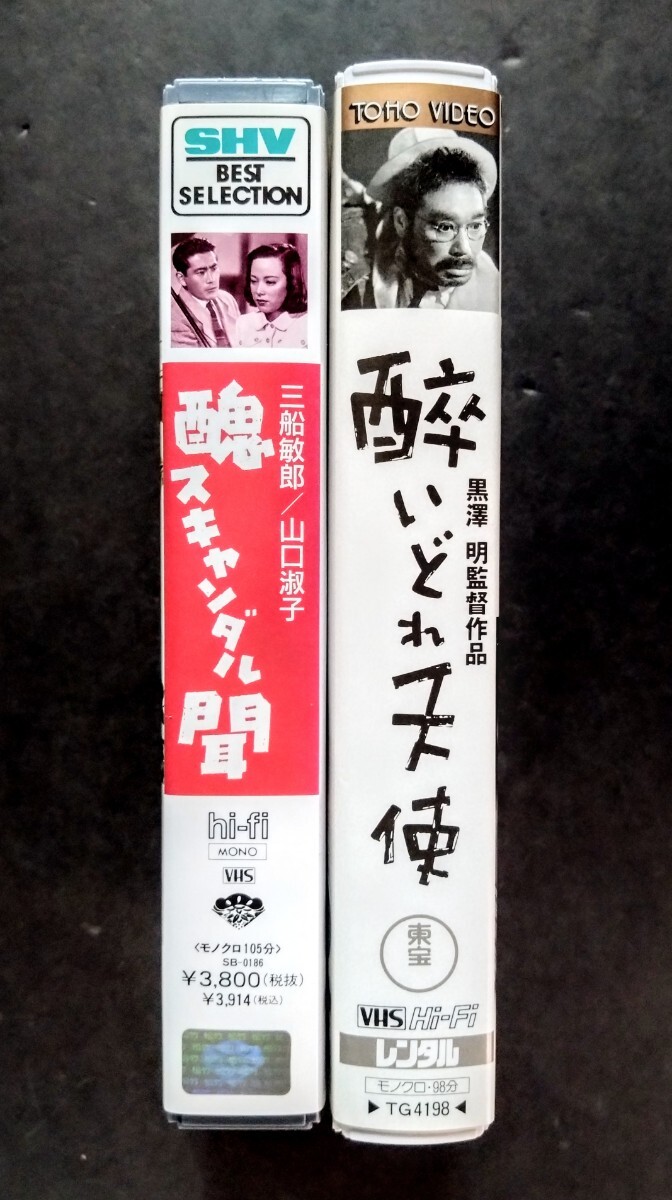 SHV
BEST
SELECTION
三船敏郎／山口淑子
醜聞
スキャンダル
hi-fi
MONO
VHS
〈モノクロ105分〉
SB-0186
￥3,800(税抜)
￥3,914(税込)
TOHO VIDEO
酔いどれ天使
黒澤 明監督作品
東宝
VHS Hi-Fi
レンタル
モノクロ・98分
▶ TG4198 ◀